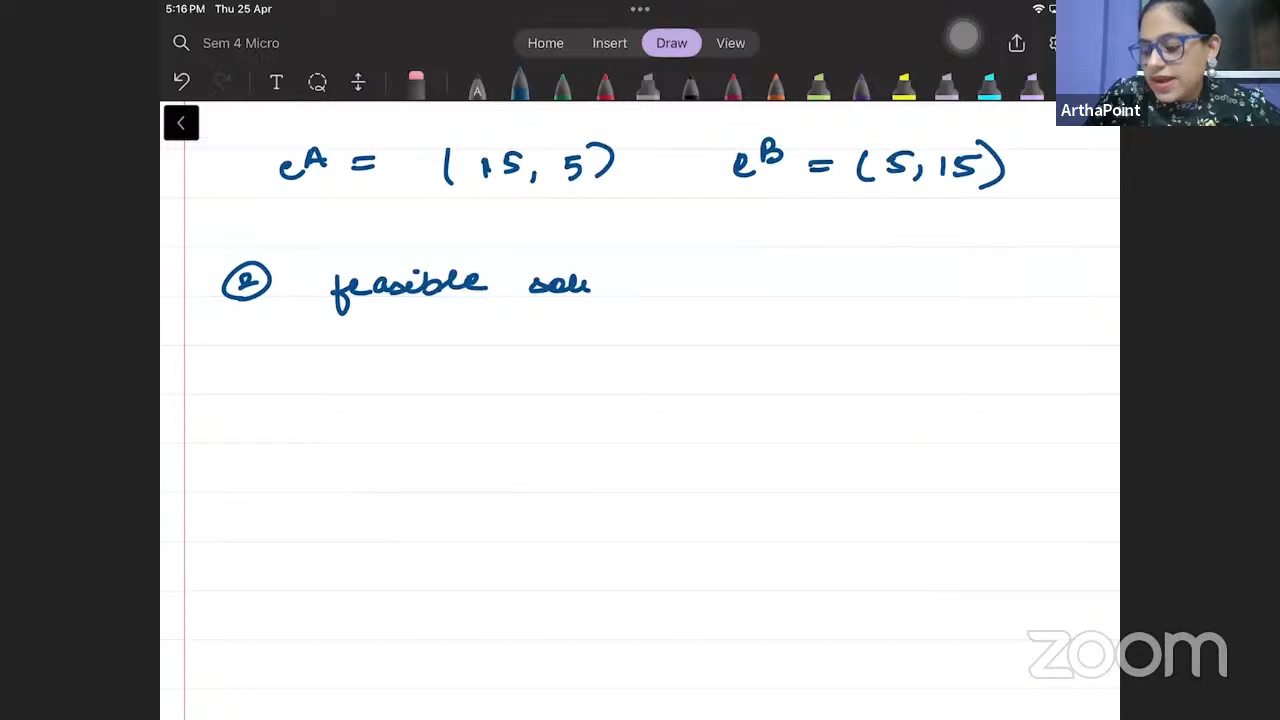 5:16 PM Thu 25 Apr
Sem 4 Micro
Home Insert Draw View
T A
ArthaPoint
e^A = (15, 5) e^B = (5, 15)
② feasible sol
zoom